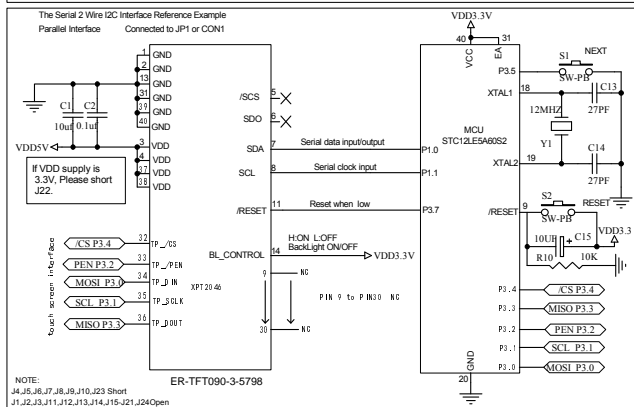 The Serial 2 Wire I2C Interface Reference Example
Parallel Interface Connected to JP1 or CON1
1 GND
2 GND
13 GND
31 GND
39 GND
40 GND
C1 C2
10uf 0.1uf
VDD5V
3 VDD
4 VDD
37 VDD
38 VDD
If VDD supply is
3.3V, Please short
J22.
/SCS 5
SDO 6
SDA 7 Serial data input/output P1.0
SCL 8 Serial clock input P1.1
/RESET 11 Reset when low P3.7
H:ON L:OFF
BL_CONTROL 14 BackLight ON/OFF VDD3.3V
9 NC
PIN 9 to PIN30 NC
30 NC
touch screen interface
/CS P3.4 32 TP_/CS
PEN P3.2 33 TP_/PEN
MOSI P3.0 34 TP_DIN
SCL P3.1 35 TP_SCLK
MISO P3.3 36 TP_DOUT
XPT2046
ER-TFT090-3-5798
NOTE:
J4,J5,J6,J7,J8,J9,J10,J23 Short
J1,J2,J3,J11,J12,J13,J14,J15-J21,J24Open
VDD3.3V
40 31
VCC EA
MCU
STC12LE5A60S2
P3.5 S1 NEXT
SW-PB
XTAL1 18 C13
27PF
12MHZ
Y1
XTAL2 19 C14
27PF
S2 RESET
/RESET 9 SW-PB
VDD3.3
10UF + C15
R10 10K
P3.4 /CS P3.4
P3.3 MISO P3.3
P3.2 PEN P3.2
P3.1 SCL P3.1
P3.0 MOSI P3.0
GND
20